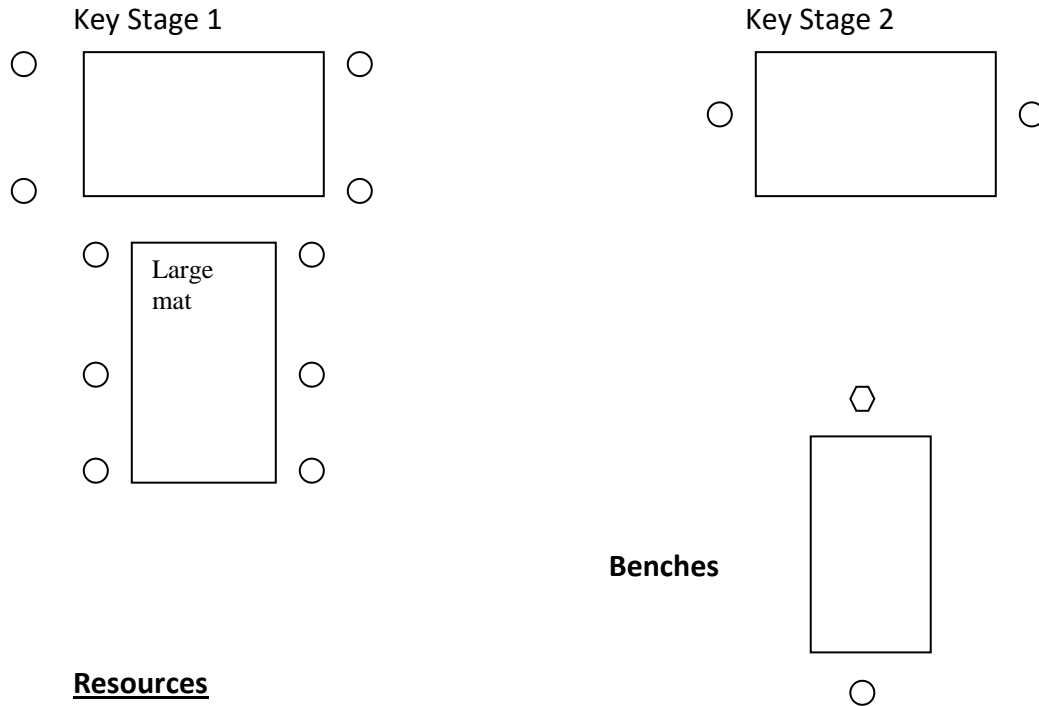 Key Stage 1
Key Stage 2
Large
mat
Benches
Resources